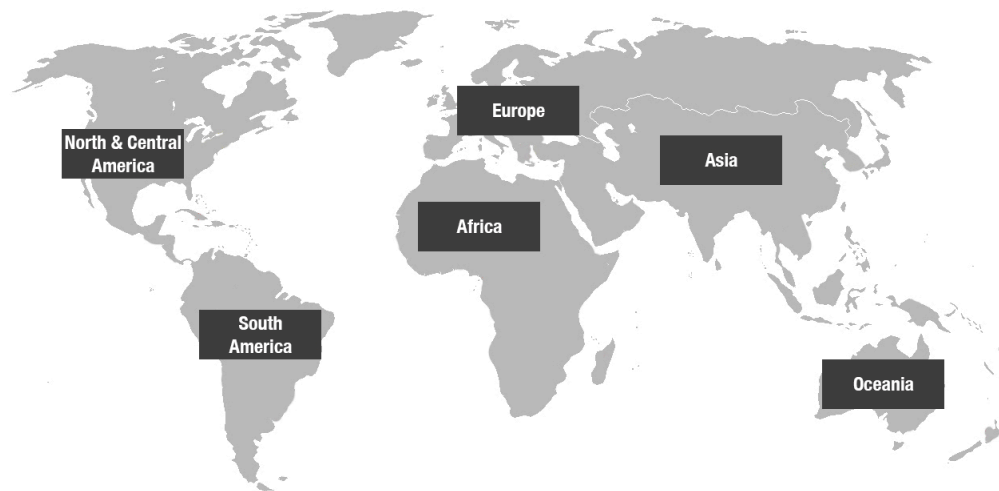 Europe
North & Central
America
Asia
Africa
South
America
Oceania